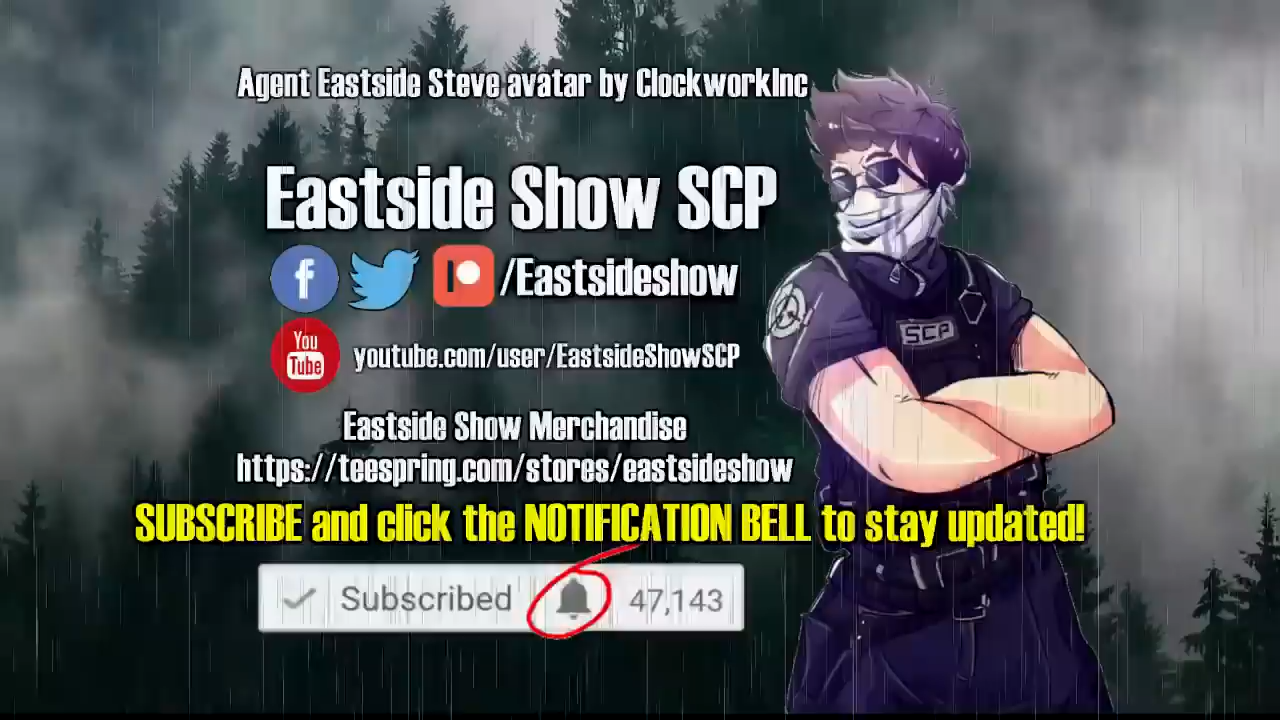 Agent Eastside Steve avatar by ClockworkInc
Eastside Show SCP
/Eastsideshow
You
Tube
youtube.com/user/EastsideShowSCP
SCP
Eastside Show Merchandise
https://teespring.com/stores/eastsideshow
SUBSCRIBE and click the NOTIFICATION BELL to stay updated!
Subscribed 47,143